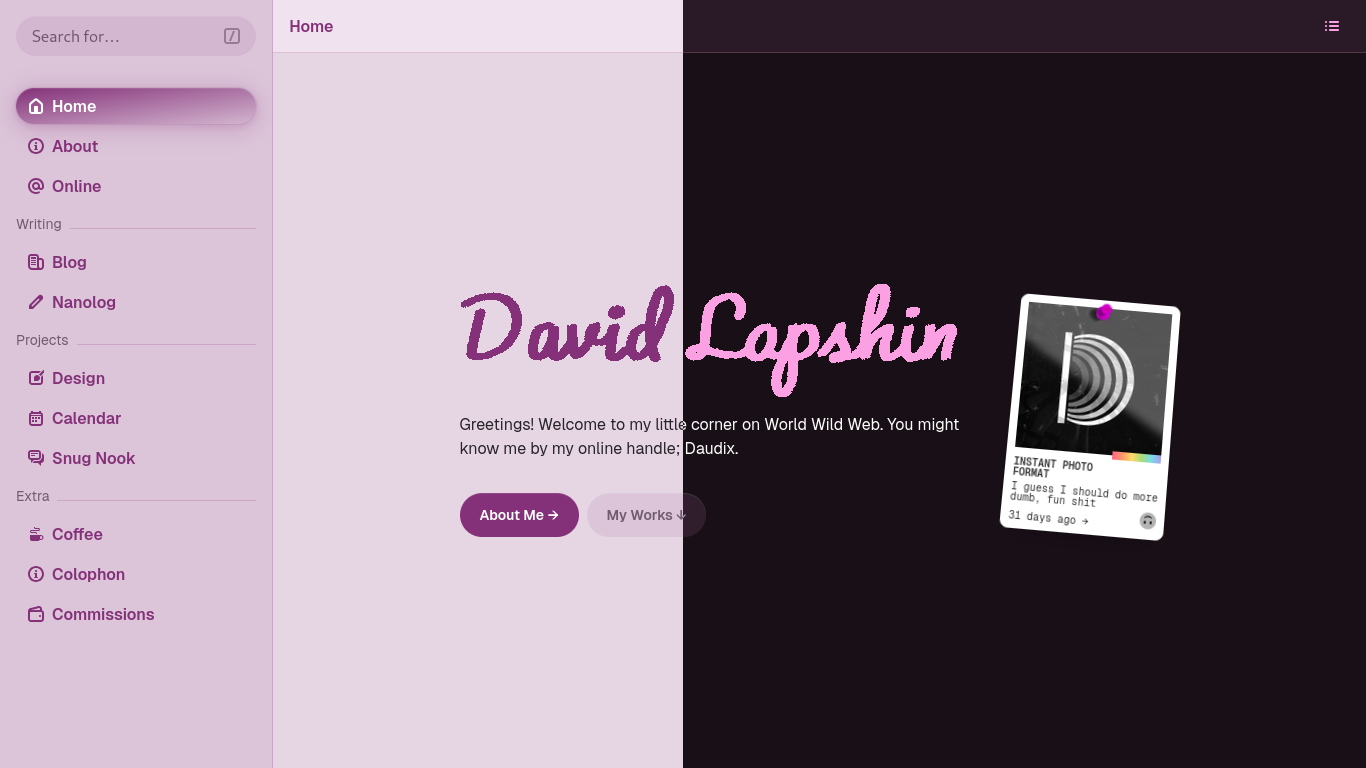 Search for…
/
Home
About
Online
Writing
Blog
Nanolog
Projects
Design
Calendar
Snug Nook
Extra
Coffee
Colophon
Commissions
Home
David Lapshin
Greetings! Welcome to my little corner on World Wild Web. You might
know me by my online handle; Daudix.
About Me →
My Works ↓
INSTANT PHOTO
FORMAT
I guess I should do more
dumb, fun shit
31 days ago →